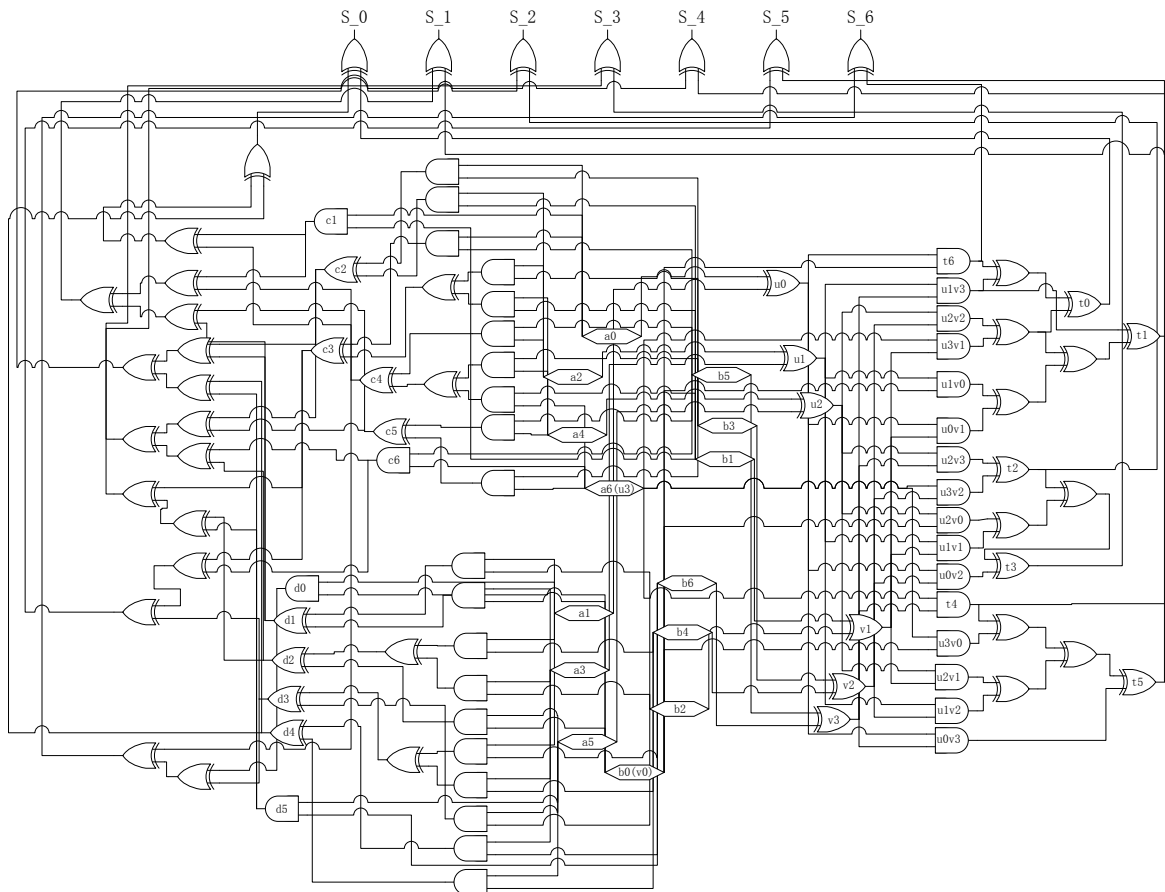 S_0 S_1 S_2 S_3 S_4 S_5 S_6
c1
c2
t6
u0
u1v3
t0
u2v2
a0
t1
u3v1
c3
u1
a2
b5
c4
u1v0
u2
b3
c5
a4
u0v1
c6
b1
u2v3
t2
a6(u3)
u3v2
u2v0
u1v1
t3
u0v2
b6
d0
t4
a1
d1
b4
v1
u3v0
d2
a3
u2v1
t5
v2
d3
b2
u1v2
v3
d4
a5
u0v3
b0(v0)
d5